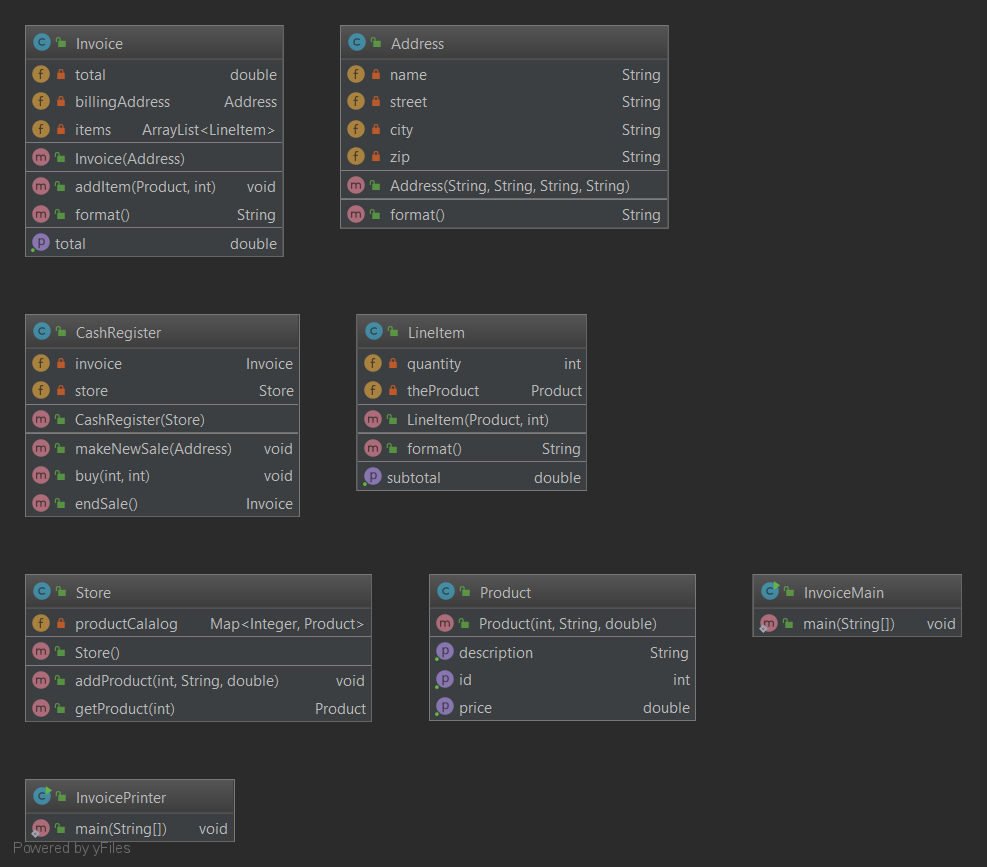 Invoice
total double
billingAddress Address
items ArrayList<LineItem>
Invoice(Address)
addItem(Product, int) void
format() String
total double
Address
name String
street String
city String
zip String
Address(String, String, String, String)
format() String
CashRegister
invoice Invoice
store Store
CashRegister(Store)
makeNewSale(Address) void
buy(int, int) void
endSale() Invoice
LineItem
quantity int
theProduct Product
LineItem(Product, int)
format() String
subtotal double
Store
productCalalog Map<Integer, Product>
Store()
addProduct(int, String, double) void
getProduct(int) Product
Product
Product(int, String, double)
description String
id int
price double
InvoiceMain
main(String[]) void
InvoicePrinter
main(String[]) void
Powered by yFiles